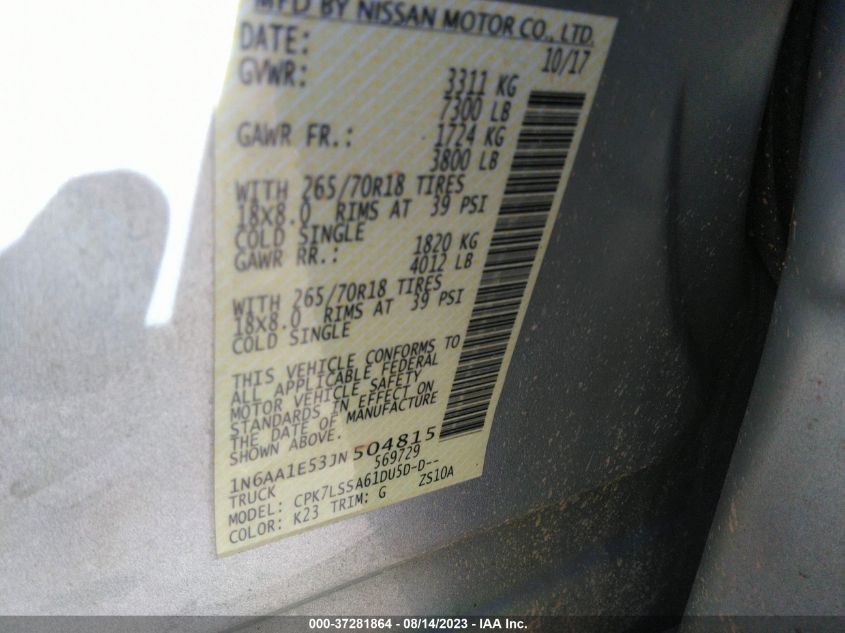 MFD BY NISSAN MOTOR CO., LTD.
DATE: 10/17
GVWR: 3311 KG
7300 LB
GAWR FR.: 1724 KG
3800 LB
WITH 265/70R18 TIRES
18X8.0 RIMS AT 39 PSI
COLD SINGLE
GAWR RR.: 1820 KG
4012 LB
WITH 265/70R18 TIRES
18X8.0 RIMS AT 39 PSI
COLD SINGLE
THIS VEHICLE CONFORMS TO
ALL APPLICABLE FEDERAL
MOTOR VEHICLE SAFETY
STANDARDS IN EFFECT ON
THE DATE OF MANUFACTURE
SHOWN ABOVE.
1N6AA1E53JN504815
TRUCK 569729
MODEL: CPK7LSSA61DU5D-D--
COLOR: K23 TRIM: G ZS10A
000-37281864 - 08/14/2023 - IAA Inc.